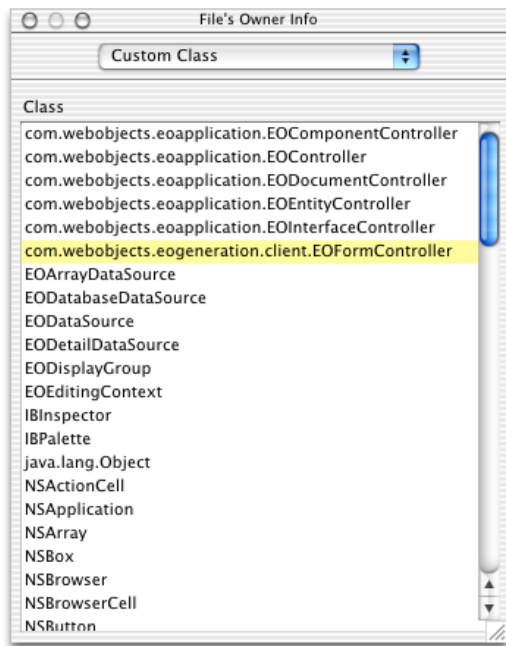 File's Owner Info
Custom Class
Class
com.webobjects.eoapplication.EOComponentController
com.webobjects.eoapplication.EOController
com.webobjects.eoapplication.EODocumentController
com.webobjects.eoapplication.EOEntityController
com.webobjects.eoapplication.EOInterfaceController
com.webobjects.eogeneration.client.EOFormController
EOArrayDataSource
EODatabaseDataSource
EODataSource
EODetailDataSource
EODisplayGroup
EOEditingContext
IBInspector
IBPalette
java.lang.Object
NSActionCell
NSApplication
NSArray
NSBox
NSBrowser
NSBrowserCell
NSButton